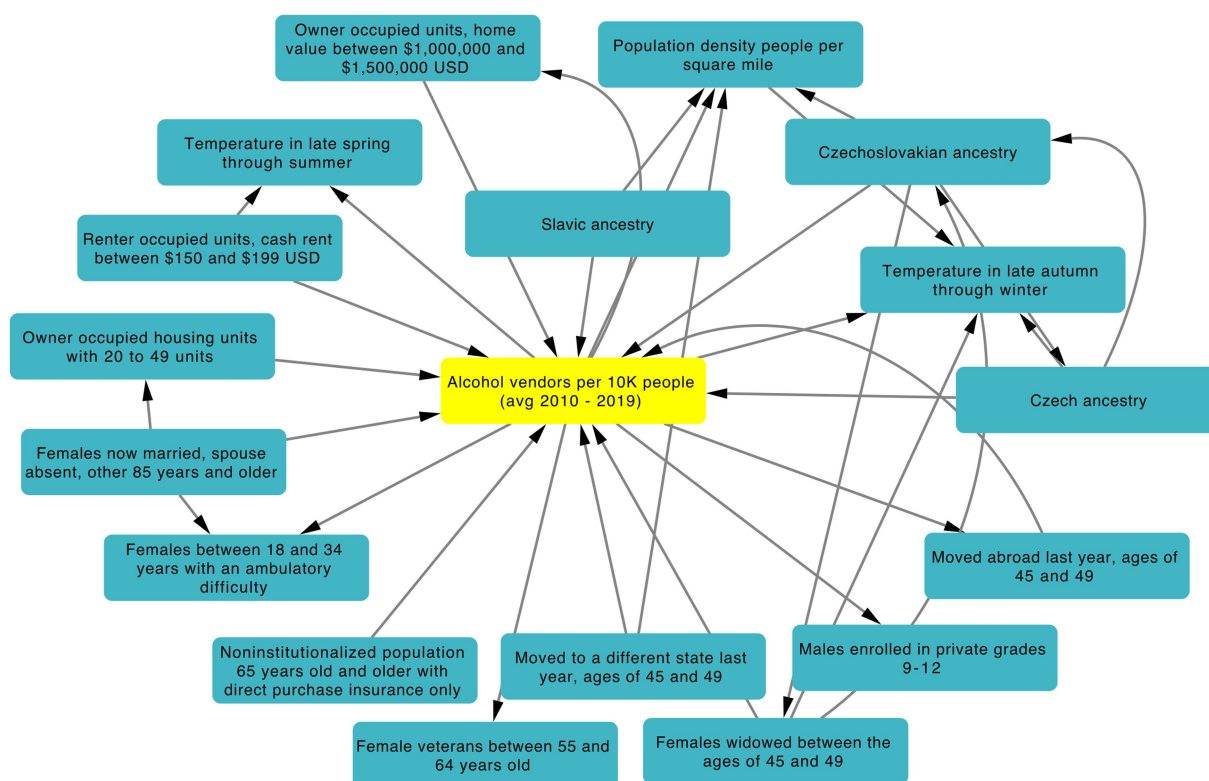 Owner occupied units, home
value between $1,000,000 and
$1,500,000 USD
Population density people per
square mile
Temperature in late spring
through summer
Czechoslovakian ancestry
Slavic ancestry
Renter occupied units, cash rent
between $150 and $199 USD
Temperature in late autumn
through winter
Owner occupied housing units
with 20 to 49 units
Alcohol vendors per 10K people
(avg 2010 - 2019)
Czech ancestry
Females now married, spouse
absent, other 85 years and older
Females between 18 and 34
years with an ambulatory
difficulty
Moved abroad last year, ages of
45 and 49
Noninstitutionalized population
65 years old and older with
direct purchase insurance only
Moved to a different state last
year, ages of 45 and 49
Males enrolled in private grades
9-12
Female veterans between 55 and
64 years old
Females widowed between the
ages of 45 and 49